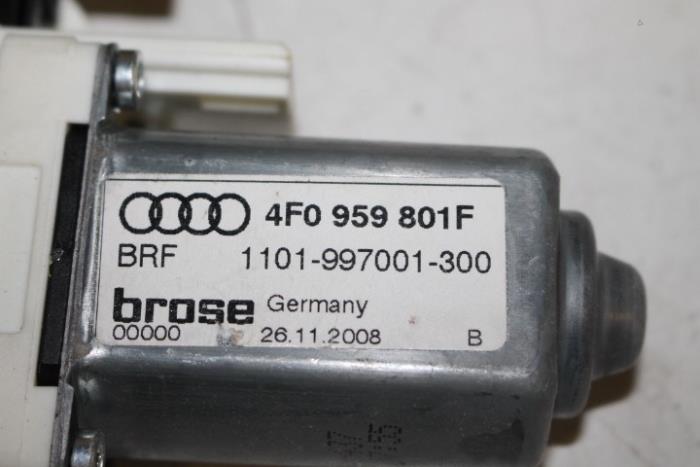 4F0 959 801F
BRF 1101-997001-300
brose Germany
00000 26.11.2008 B